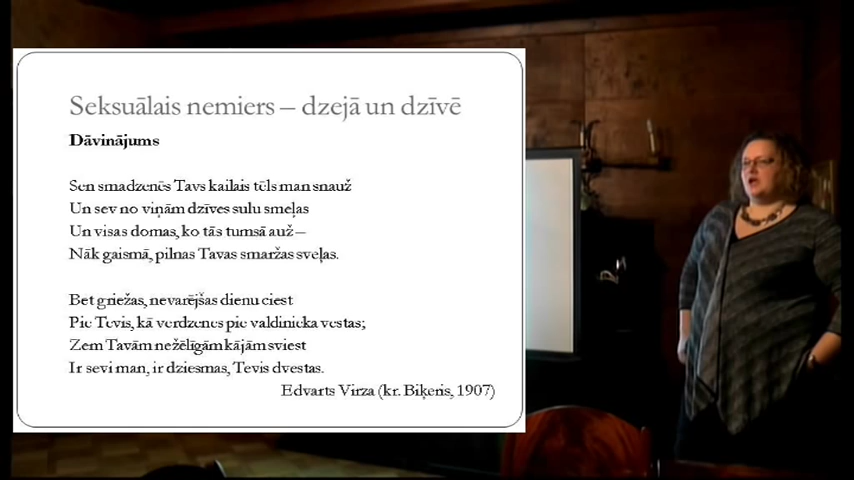 Seksuālais nemiers – dzejā un dzīvē
Dāvinājums
Sen smadzenēs Tavs kailais tēls man snauž
Un sev no viņām dzīves sulu smeļas
Un visas domas, ko tās tumsā auž –
Nāk gaismā, pilnas Tavas smaržas sveļas.
Bet griežas, nevarējšas dienu ciest
Pie Tevis, kā verdzenes pie valdinieka vestas;
Zem Tavām nežēlīgām kājām sviest
Ir sevi man, ir dziesmas, Tevis dvestas.
Edvarts Virza (kr. Biķeris, 1907)